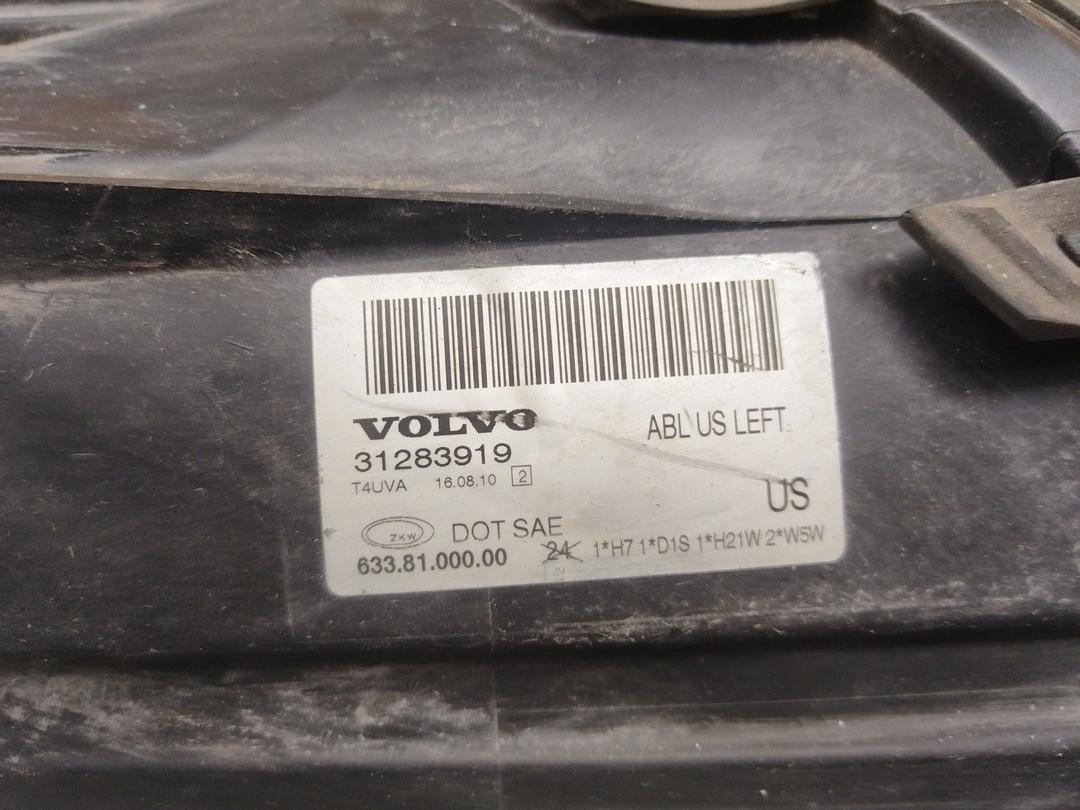 VOLVO
ABL US LEFT
31283919
T4UVA 16.08.10 2
US
ZKW DOT SAE
633.81.000.00 24 1*H7 1*D1S 1*H21W 2*W5W